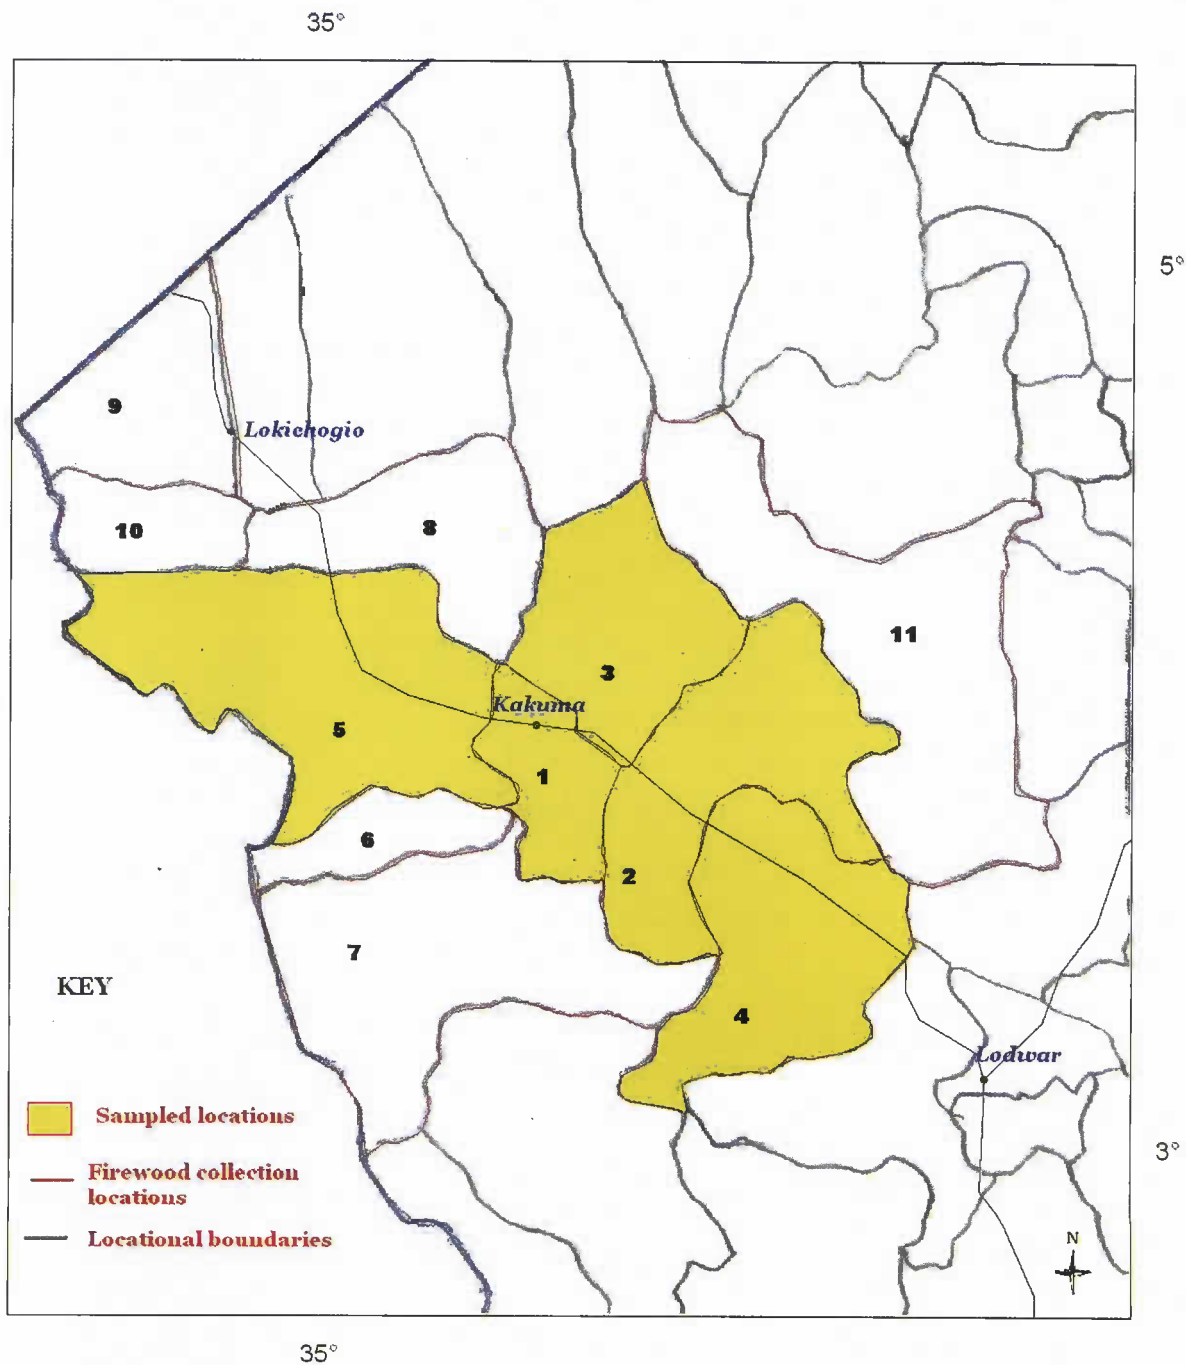 35°
5°
9
Lokichogio
10
8
11
3
Kakuma
5
1
6
2
7
KEY
4
Lodwar
Sampled locations
3°
Firewood collection
locations
Locational boundaries
N
35°